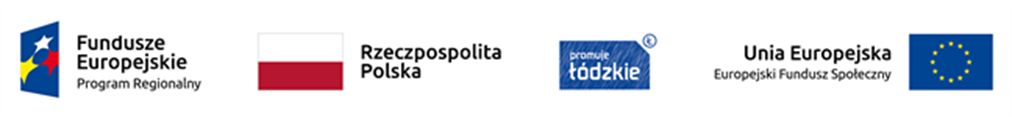 Fundusze
Europejskie
Program Regionalny
Rzeczpospolita
Polska
promuje
łódzkie
Ł
Unia Europejska
Europejski Fundusz Społeczny